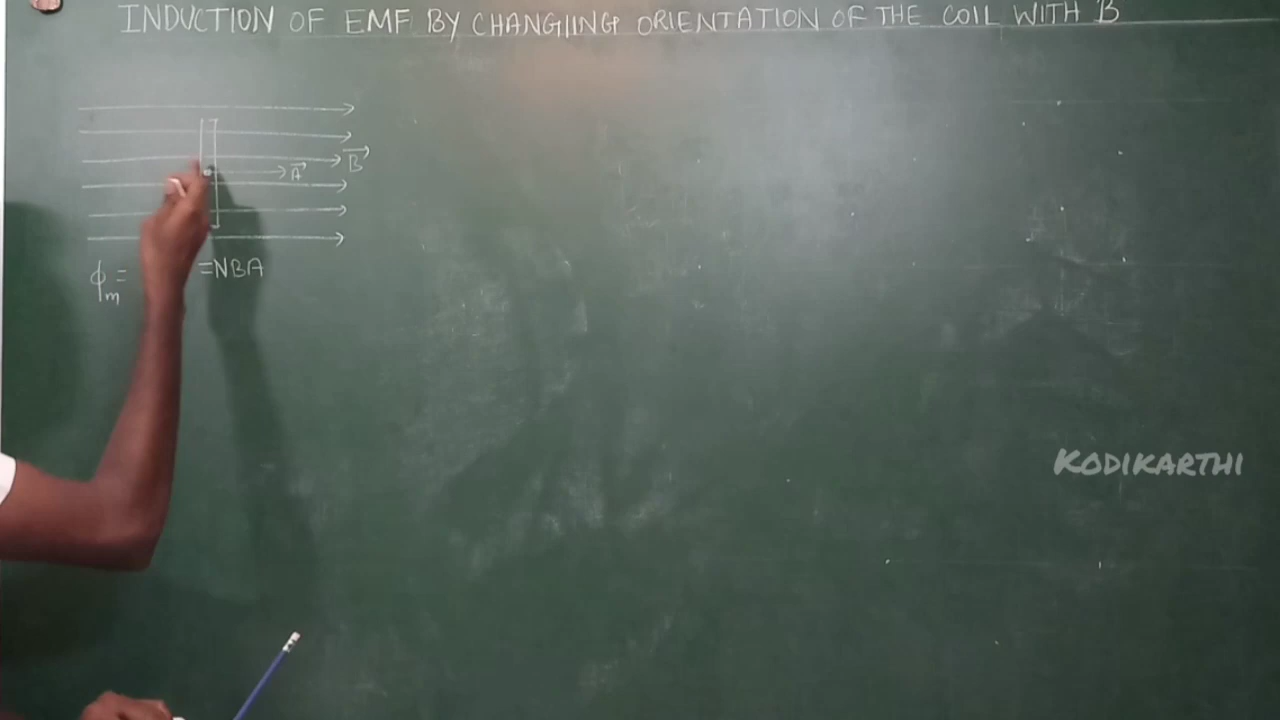 INDUCTION OF EMF BY CHANGIING ORIENTATION OF THE COIL WITH B
B
A
ϕm= =NBA
KODIKARTHI